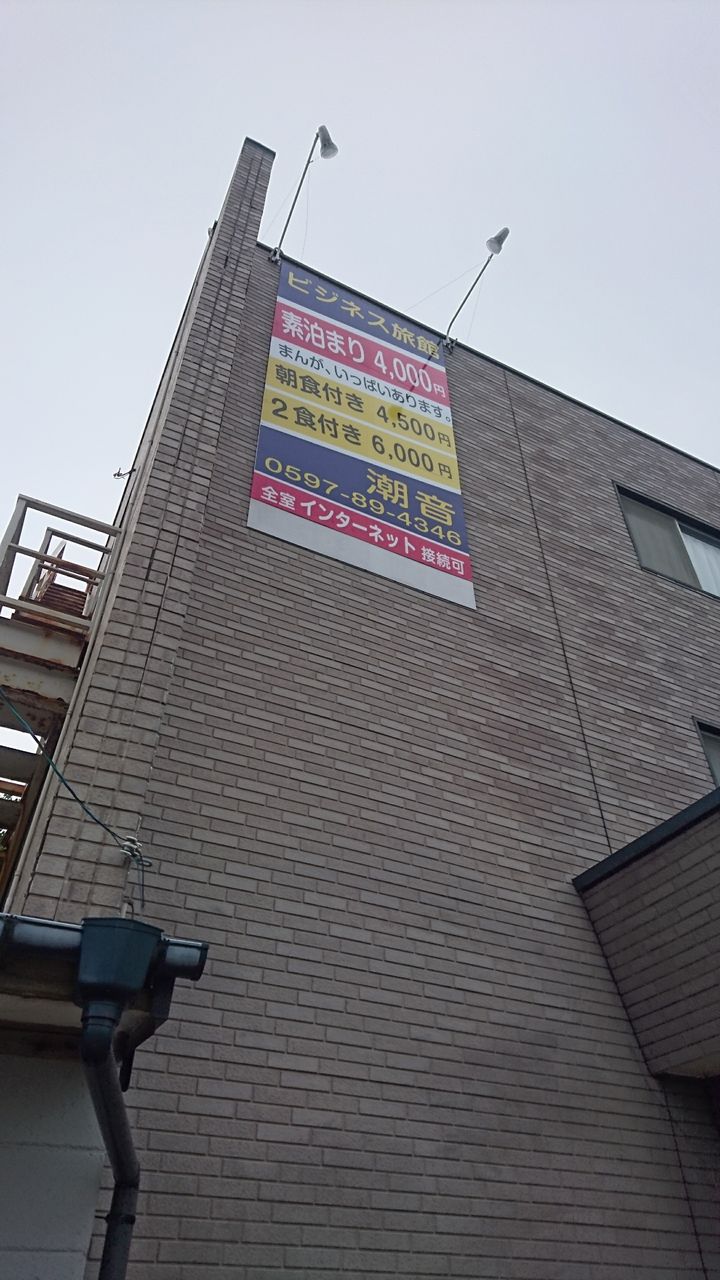 ビジネス旅館
素泊まり 4,000円
まんが、いっぱいあります。
朝食付き 4,500円
2食付き 6,000円
潮音
0597-89-4346
全室 インターネット 接続可